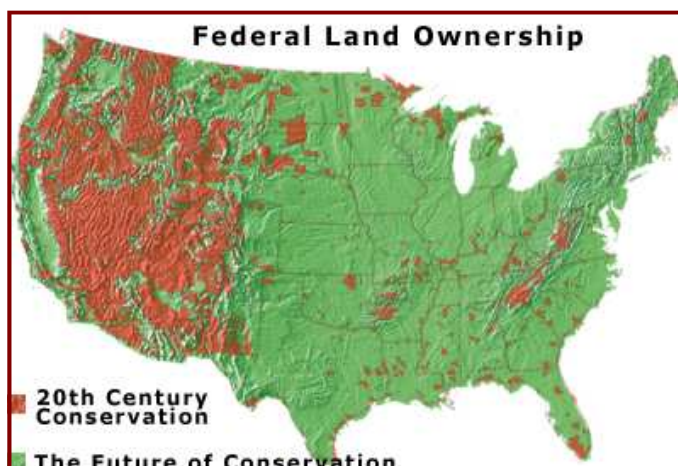 Federal Land Ownership
20th Century
Conservation
The Future of Conservation